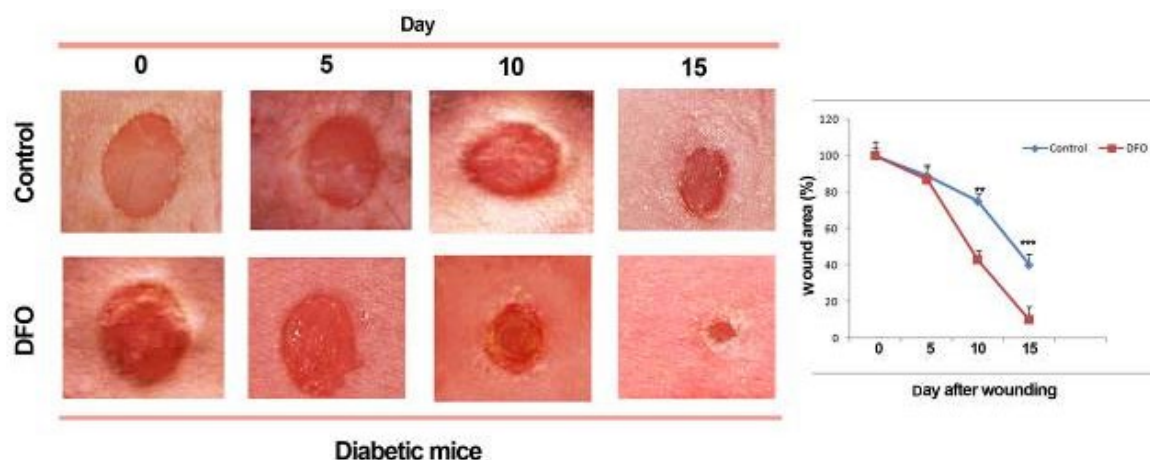 Day
0 5 10 15
Control
DFO
Diabetic mice
120
100
80
60
40
20
0
wound area (%)
Control DFO
**
***
0 5 10 15
Day after wounding